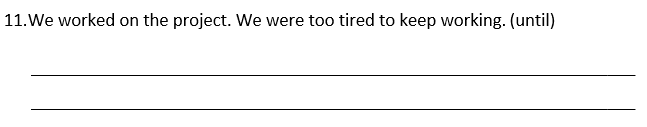 11.We worked on the project. We were too tired to keep working. (until)